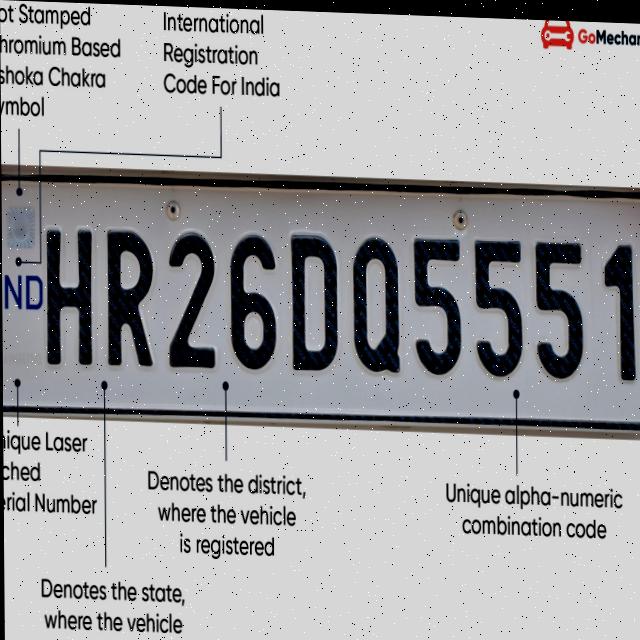 ot Stamped
hromium Based
shoka Chakra
ymbol
International
Registration
Code For India
GoMechan
ND
HR26DQ5551
nique Laser
ched
erial Number
Denotes the state,
where the vehicle
Denotes the district,
where the vehicle
is registered
Unique alpha-numeric
combination code